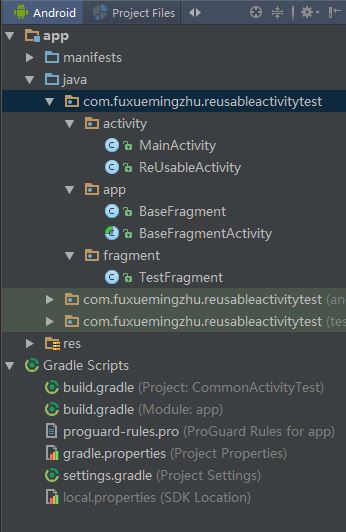 Android Project Files
app
manifests
java
com.fuxuemingzhu.reusableactivitytest
activity
MainActivity
ReUsableActivity
app
BaseFragment
BaseFragmentActivity
fragment
TestFragment
com.fuxuemingzhu.reusableactivitytest (an
com.fuxuemingzhu.reusableactivitytest (tes
res
Gradle Scripts
build.gradle (Project: CommonActivityTest)
build.gradle (Module: app)
proguard-rules.pro (ProGuard Rules for app)
gradle.properties (Project Properties)
settings.gradle (Project Settings)
local.properties (SDK Location)